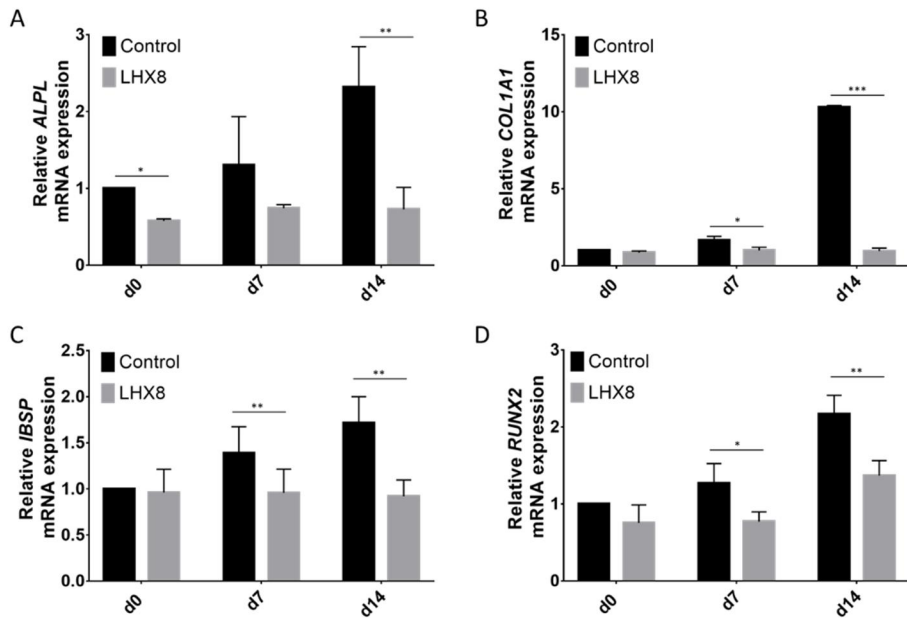 A
Relative ALPL
mRNA expression
3
2
1
0
Control
LHX8
*
**
d0
d7
d14
B
Relative COL1A1
mRNA expression
15
10
5
0
Control
LHX8
*
***
d0
d7
d14
C
Relative IBSP
mRNA expression
2.5
2.0
1.5
1.0
0.5
0.0
Control
LHX8
**
**
d0
d7
d14
D
Relative RUNX2
mRNA expression
3
2
1
0
Control
LHX8
*
**
d0
d7
d14